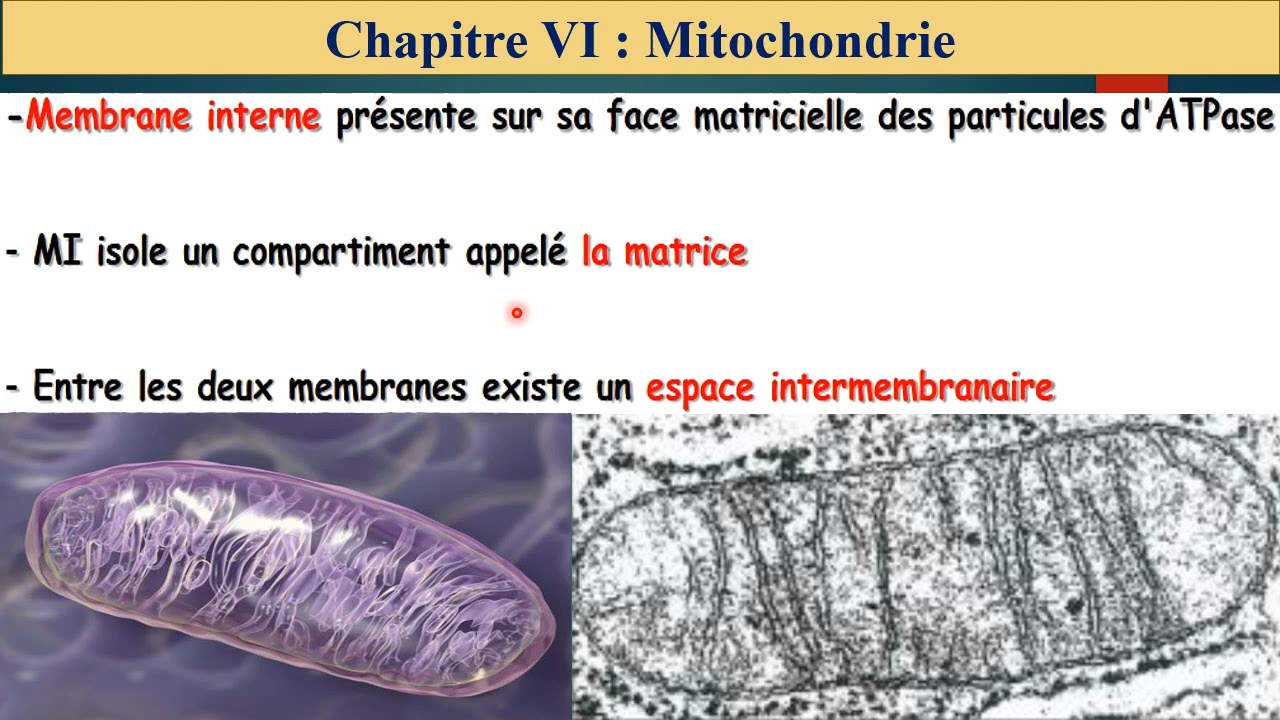 Chapitre VI : Mitochondrie
-Membrane interne présente sur sa face matricielle des particules d'ATPase
- MI isole un compartiment appelé la matrice
- Entre les deux membranes existe un espace intermembranaire